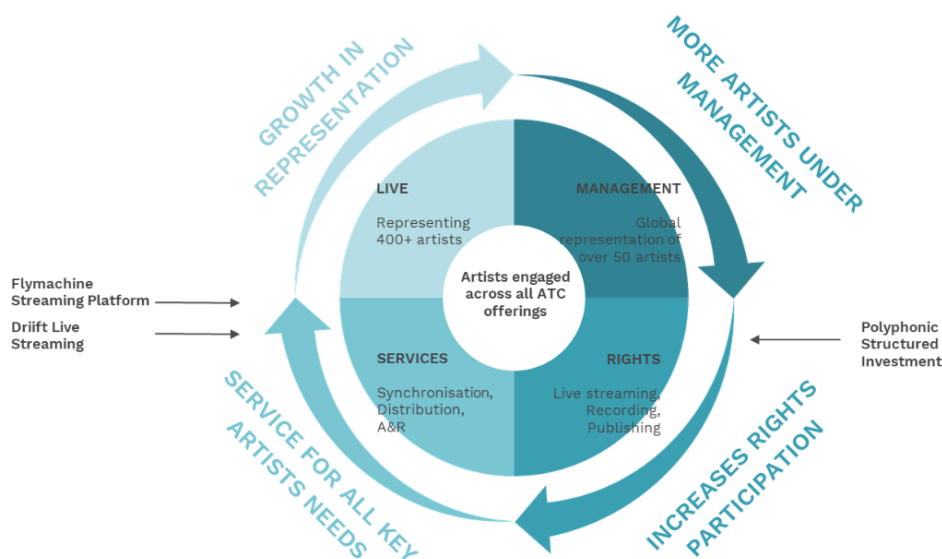 GROWTH IN
REPRESENTATION
MORE ARTISTS UNDER
MANAGEMENT
LIVE
Representing
400+ artists
MANAGEMENT
Global
representation of
over 50 artists
Artists engaged
across all ATC
offerings
Flymachine
Streaming Platform
Driift Live
Streaming
Polyphonic
Structured
Investment
SERVICES
Synchronisation,
Distribution,
A&R
RIGHTS
Live streaming,
Recording,
Publishing
SERVICE FOR ALL KEY
ARTISTS NEEDS
INCREASES RIGHTS
PARTICIPATION